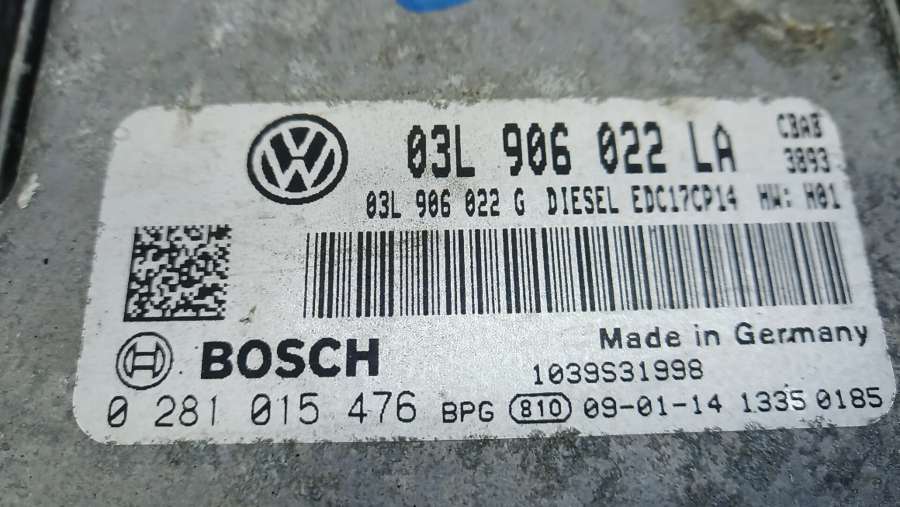 03L 906 022 LA CBAB
3893
03L 906 022 G DIESEL EDC17CP14 HW: H01
Made in Germany
BOSCH
1039S31998
0 281 015 476 BPG 810 09-01-14 1335 0185